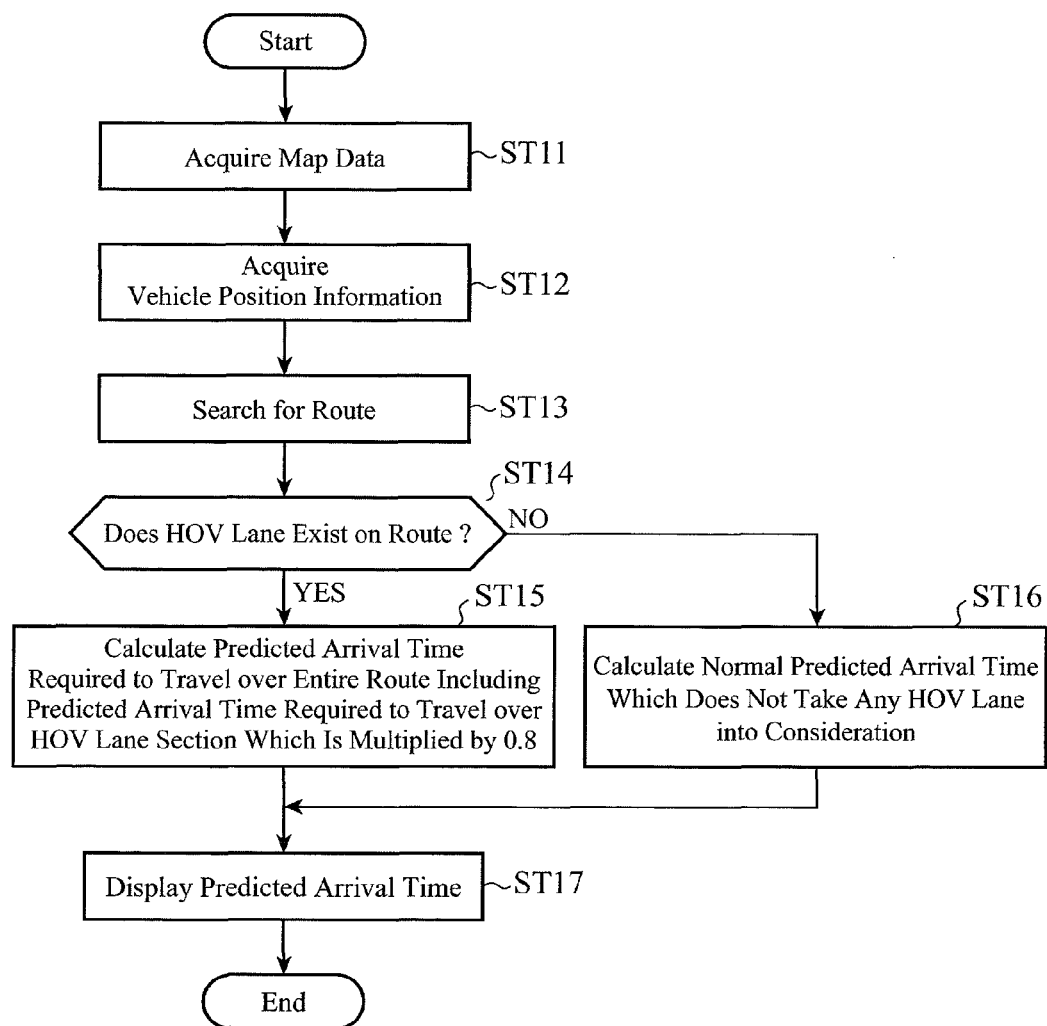 Start
Acquire Map Data
ST11
Acquire
Vehicle Position Information
ST12
Search for Route
ST13
ST14
Does HOV Lane Exist on Route ?
NO
YES
ST15
Calculate Predicted Arrival Time
Required to Travel over Entire Route Including
Predicted Arrival Time Required to Travel over
HOV Lane Section Which Is Multiplied by 0.8
ST16
Calculate Normal Predicted Arrival Time
Which Does Not Take Any HOV Lane
into Consideration
Display Predicted Arrival Time
ST17
End